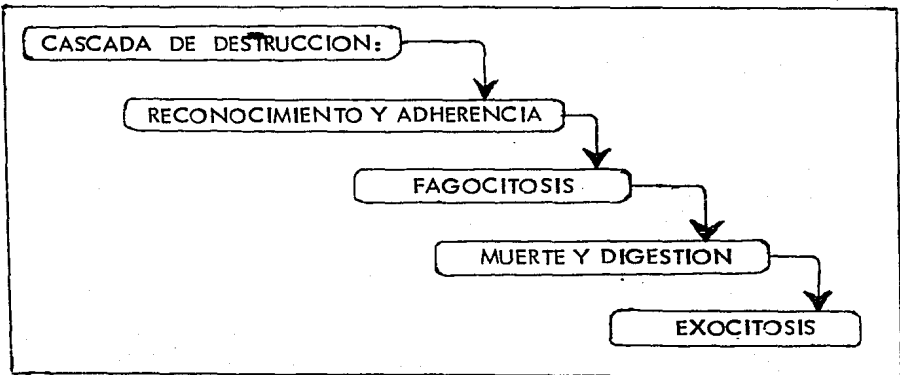 CASCADA DE DESTRUCCION:
RECONOCIMIENTO Y ADHERENCIA
FAGOCITOSIS
MUERTE Y DIGESTION
EXOCITOSIS